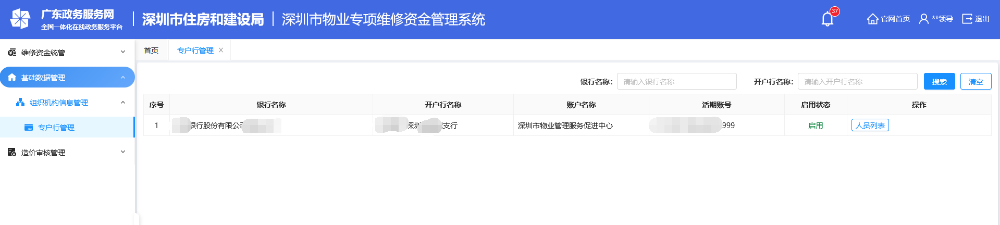 广东政务服务网
全国一体化在线政务服务平台
深圳市住房和建设局
深圳市物业专项维修资金管理系统
37
官网首页
**领导
退出
维修资金统管
基础数据管理
组织机构信息管理
专户行管理
造价审核管理
首页
专户行管理
银行名称：
请输入银行名称
开户行名称：
请输入开户行名称
搜索
清空
序号 银行名称 开户行名称 账户名称 活期账号 启用状态 操作
1 银行股份有限公司 深圳 支行 深圳市物业管理服务促进中心 999 启用 人员列表